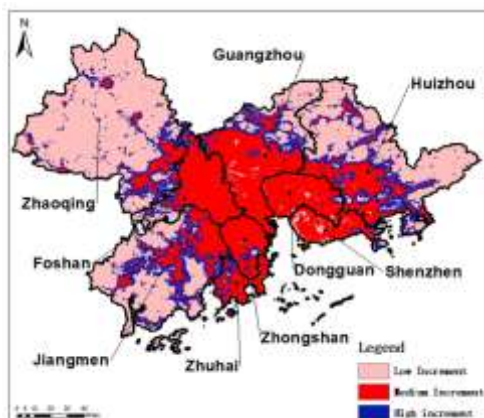 N
Guangzhou
Huizhou
Zhaoqing
Foshan
Dongguan
Shenzhen
Zhongshan
Jiangmen
Zhuhai
Legend
Low Increment
Medium Increment
High Increment